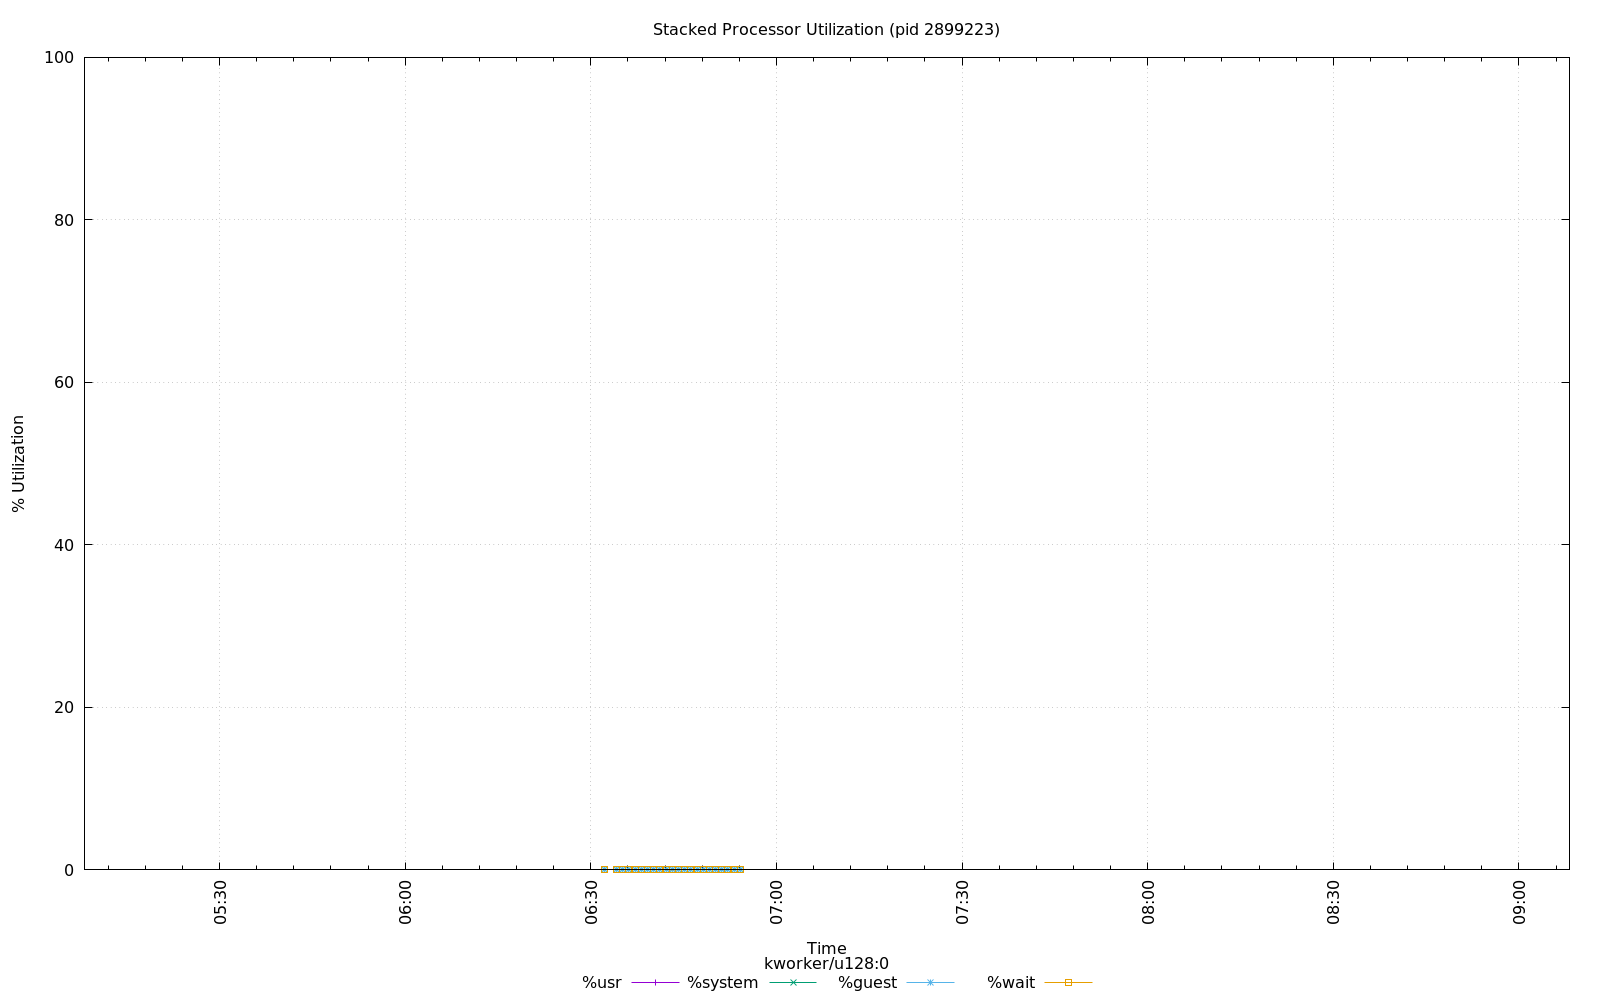 Stacked Processor Utilization (pid 2899223)
100
80
60
40
20
0
% Utilization
05:30 06:00 06:30 07:00 07:30 08:00 08:30 09:00
Time
kworker/u128:0
%usr %system %guest %wait